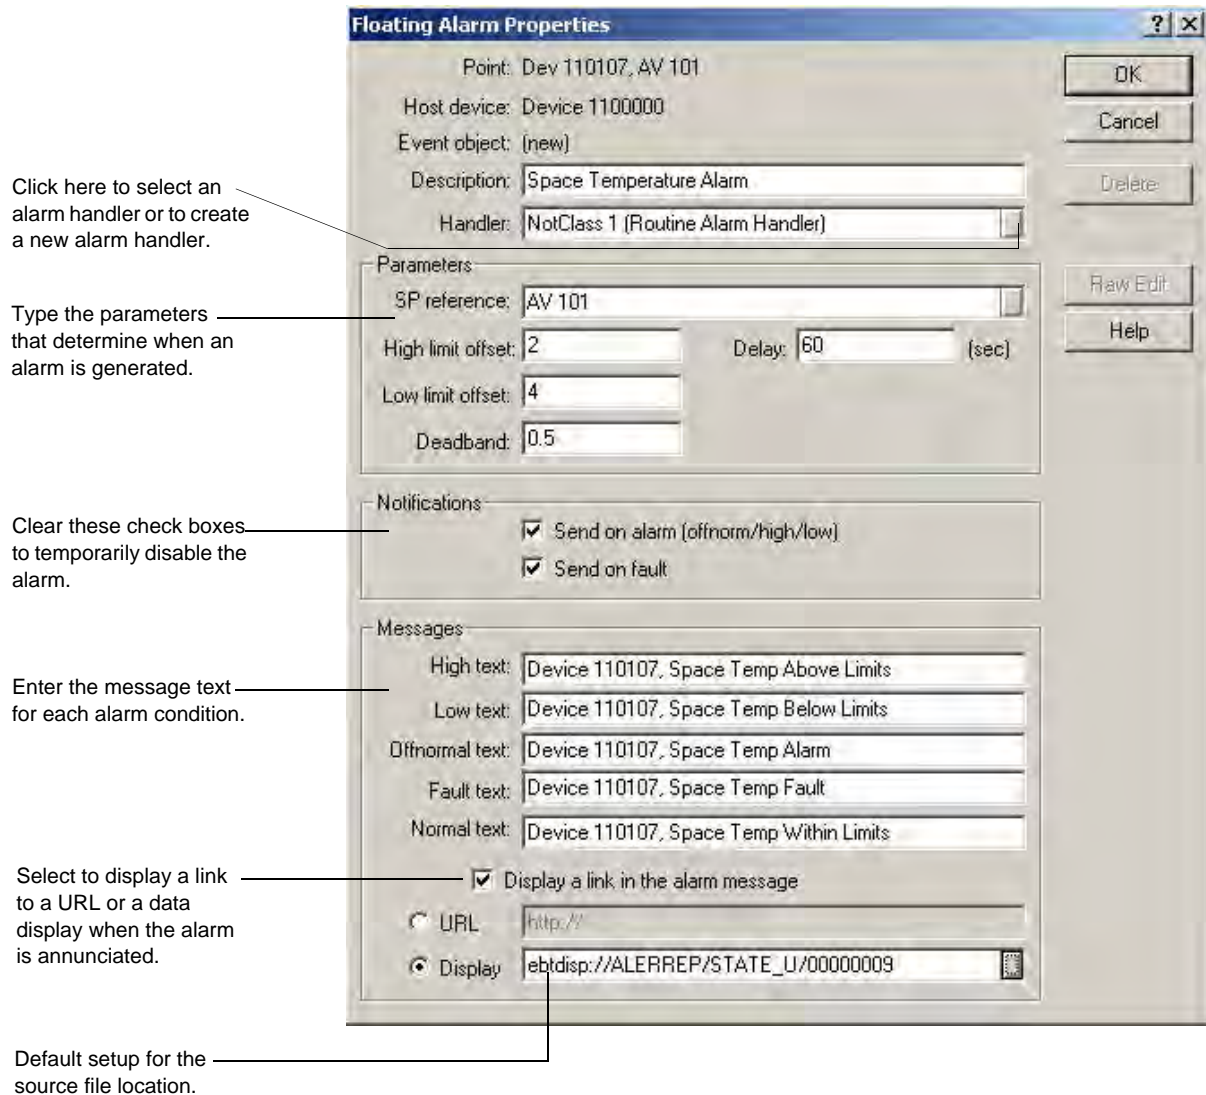 Floating Alarm Properties
Point: Dev 110107, AV 101
Host device: Device 1100000
Event object: (new)
Description: Space Temperature Alarm
Handler: NotClass 1 (Routine Alarm Handler)
OK
Cancel
Delete
Raw Edit
Help
Click here to select an
alarm handler or to create
a new alarm handler.
Parameters
SP reference: AV 101
High limit offset: 2 Delay: 60 (sec)
Low limit offset: 4
Deadband: 0.5
Type the parameters
that determine when an
alarm is generated.
Notifications
Send on alarm (offnorm/high/low)
Send on fault
Clear these check boxes
to temporarily disable the
alarm.
Messages
High text: Device 110107, Space Temp Above Limits
Low text: Device 110107, Space Temp Below Limits
Offnormal text: Device 110107, Space Temp Alarm
Fault text: Device 110107, Space Temp Fault
Normal text: Device 110107, Space Temp Within Limits
Enter the message text
for each alarm condition.
Display a link in the alarm message
URL http://
Display ebtdisp://ALERREP/STATE_U/00000009
Select to display a link
to a URL or a data
display when the alarm
is annunciated.
Default setup for the
source file location.